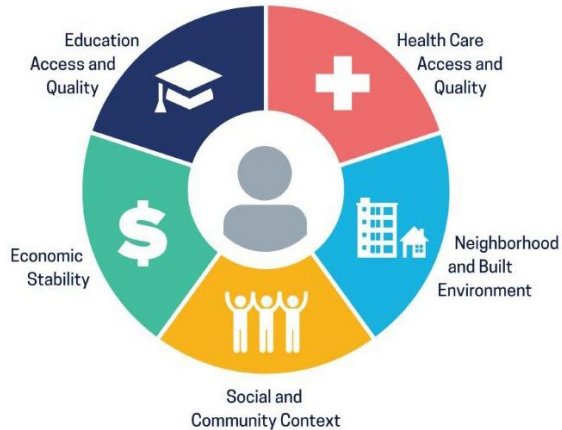 Education
Access and
Quality
Health Care
Access and
Quality
$
Economic
Stability
Neighborhood
and Built
Environment
Social and
Community Context